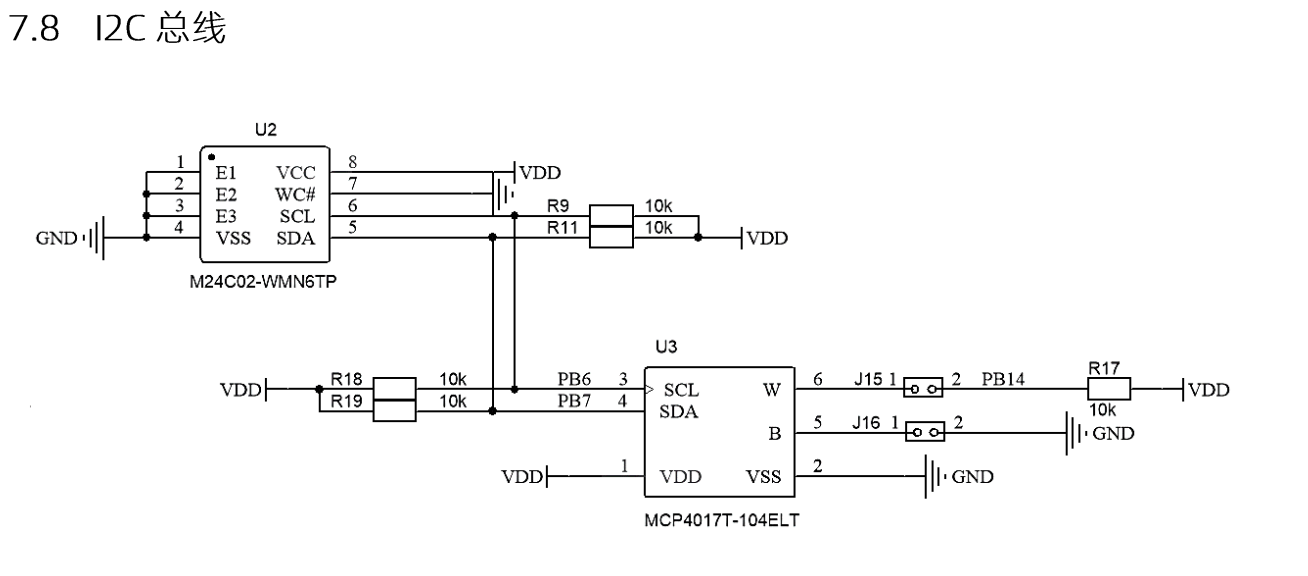 7.8 I2C 总线
U2
1 E1 VCC 8 VDD
2 E2 WC# 7
3 E3 SCL 6 R9 10k
GND 4 VSS SDA 5 R11 10k VDD
M24C02-WMN6TP
U3
VDD R18 10k PB6 3 SCL W 6 J15 1 2 PB14 R17 VDD
R19 10k PB7 4 SDA 10k
B 5 J16 1 2 GND
VDD 1 VDD VSS 2 GND
MCP4017T-104ELT